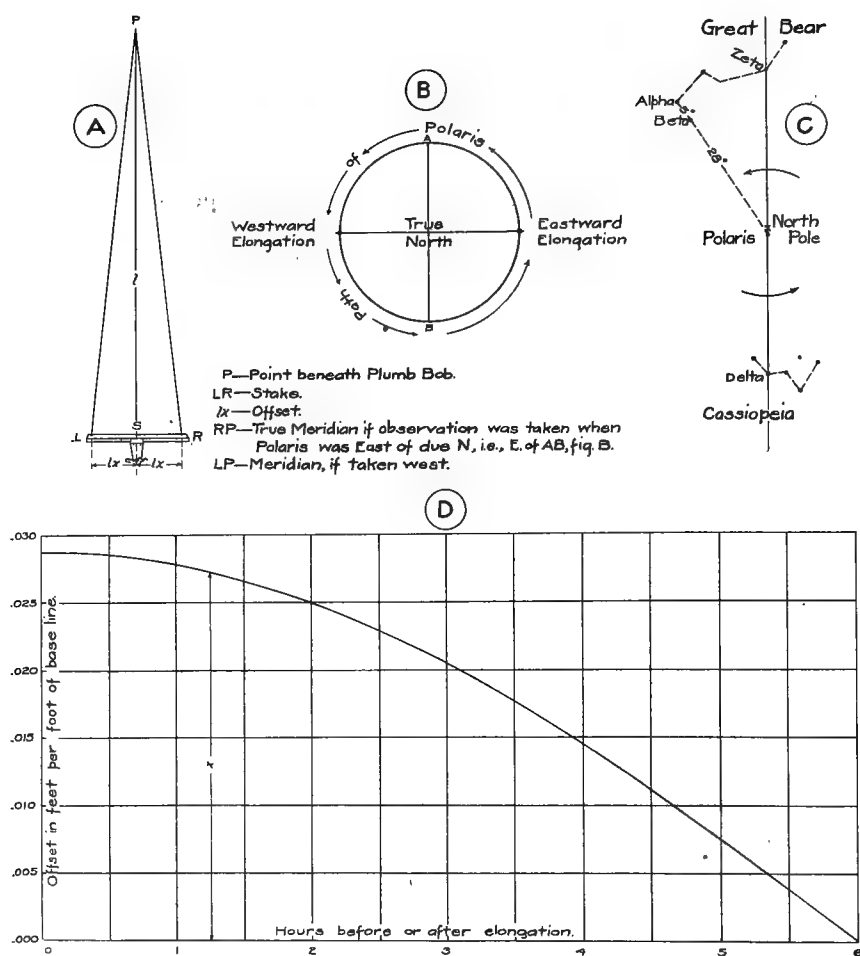 P
A
l
L
S
R
lx
lx
B
Polaris
of
Path
A
Westward
Elongation
True
North
Eastward
Elongation
B
Great Bear
Zeta
Alpha
5°
Beta
C
28°
Polaris
North
Pole
Delta
Cassiopeia
P—Point beneath Plumb Bob.
LR—Stake.
lx—Offset.
RP—True Meridian if observation was taken when
Polaris was East of due N, i.e., E. of AB, fig. B.
LP—Meridian, if taken west.
D
.030
.025
.020
.015
.010
.005
.000
Offset in feet per foot of base line.
x
Hours before or after elongation.
0 1 2 3 4 5 6